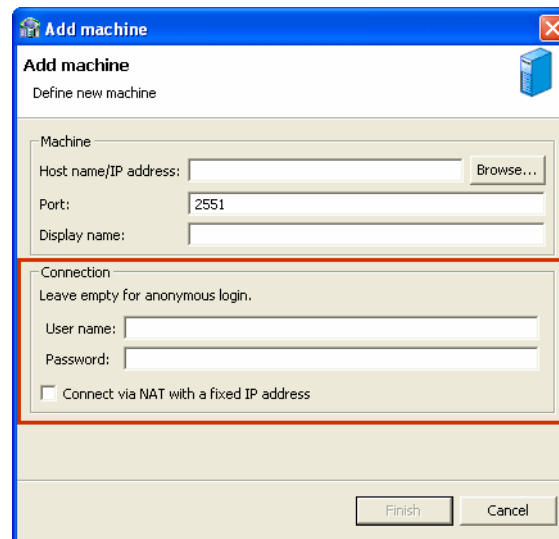 Add machine
Add machine
Define new machine
Machine
Host name/IP address:
Browse...
Port: 2551
Display name:
Connection
Leave empty for anonymous login.
User name:
Password:
Connect via NAT with a fixed IP address
Finish Cancel